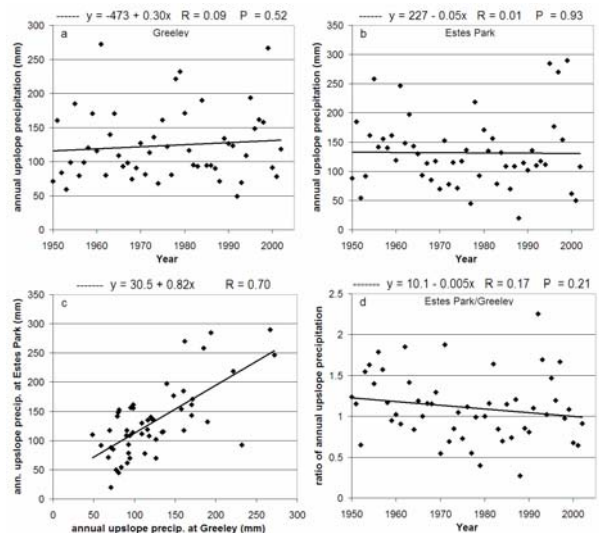 y = -473 + 0.30x R = 0.09 P = 0.52
a Greeley
annual upslope precipitation (mm)
350
300
250
200
150
100
50
0
1950 1960 1970 1980 1990 2000
Year
y = 227 - 0.05x R = 0.01 P = 0.93
b Estes Park
annual upslope precipitation (mm)
350
300
250
200
150
100
50
0
1950 1960 1970 1980 1990 2000
Year
y = 30.5 + 0.82x R = 0.70
c
ann. upslope precip. at Estes Park (mm)
350
300
250
200
150
100
50
0
0 50 100 150 200 250 300
annual upslope precip. at Greeley (mm)
y = 10.1 - 0.005x R = 0.17 P = 0.21
d Estes Park/Greeley
ratio of annual upslope precipitation
2.5
2
1.5
1
0.5
0
1950 1960 1970 1980 1990 2000
Year